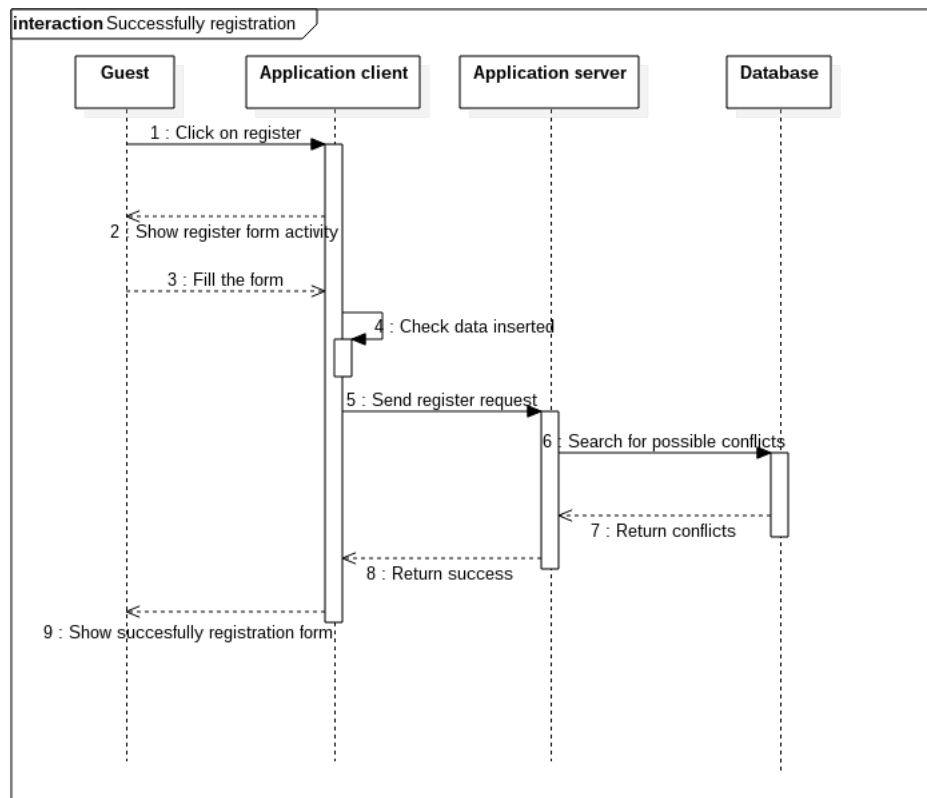 interaction Successfully registration
Guest
Application client
Application server
Database
1 : Click on register
2 : Show register form activity
3 : Fill the form
4 : Check data inserted
5 : Send register request
6 : Search for possible conflicts
7 : Return conflicts
8 : Return success
9 : Show succesfully registration form